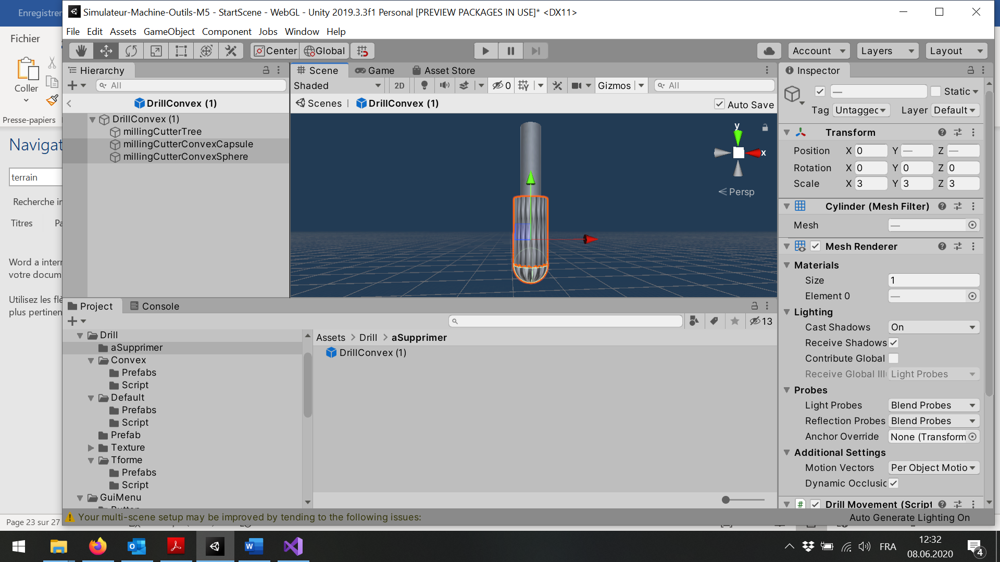 Enregistrer
Simulateur-Machine-Outils-M5 - StartScene - WebGL - Unity 2019.3.3f1 Personal [PREVIEW PACKAGES IN USE]* <DX11>
Fichier
File Edit Assets GameObject Component Jobs Window Help
Center Global Account Layers Layout
Coller
Presse-papiers
Hierarchy
All
DrillConvex (1)
DrillConvex (1)
millingCutterTree
millingCutterConvexCapsule
millingCutterConvexSphere
Scene Game Asset Store
Shaded 2D 0 Gizmos All
Scenes | DrillConvex (1) Auto Save
y
x
Persp
Inspector
— Static
Tag Untagged Layer Default
Transform
Position X 0 Y — Z —
Rotation X 0 Y 0 Z 0
Scale X 3 Y 3 Z 3
Cylinder (Mesh Filter)
Mesh —
Mesh Renderer
Materials
Size 1
Element 0 —
Lighting
Cast Shadows On
Receive Shadows
Contribute Global
Receive Global Illu Light Probes
Probes
Light Probes Blend Probes
Reflection Probes Blend Probes
Anchor Override None (Transform
Additional Settings
Motion Vectors Per Object Motio
Dynamic Occlusic
# Drill Movement (Script
Navigat
terrain
Recherche in
Titres Pa
Word a interr
votre docum
Utilisez les flè
plus pertinen
Project Console
13
Drill
aSupprimer
Convex
Prefabs
Script
Default
Prefabs
Script
Prefab
Texture
Tforme
Prefabs
Script
GuiMenu
Assets > Drill > aSupprimer
DrillConvex (1)
Your multi-scene setup may be improved by tending to the following issues:
Auto Generate Lighting On
Page 23 sur 27
FRA
12:32
08.06.2020
4